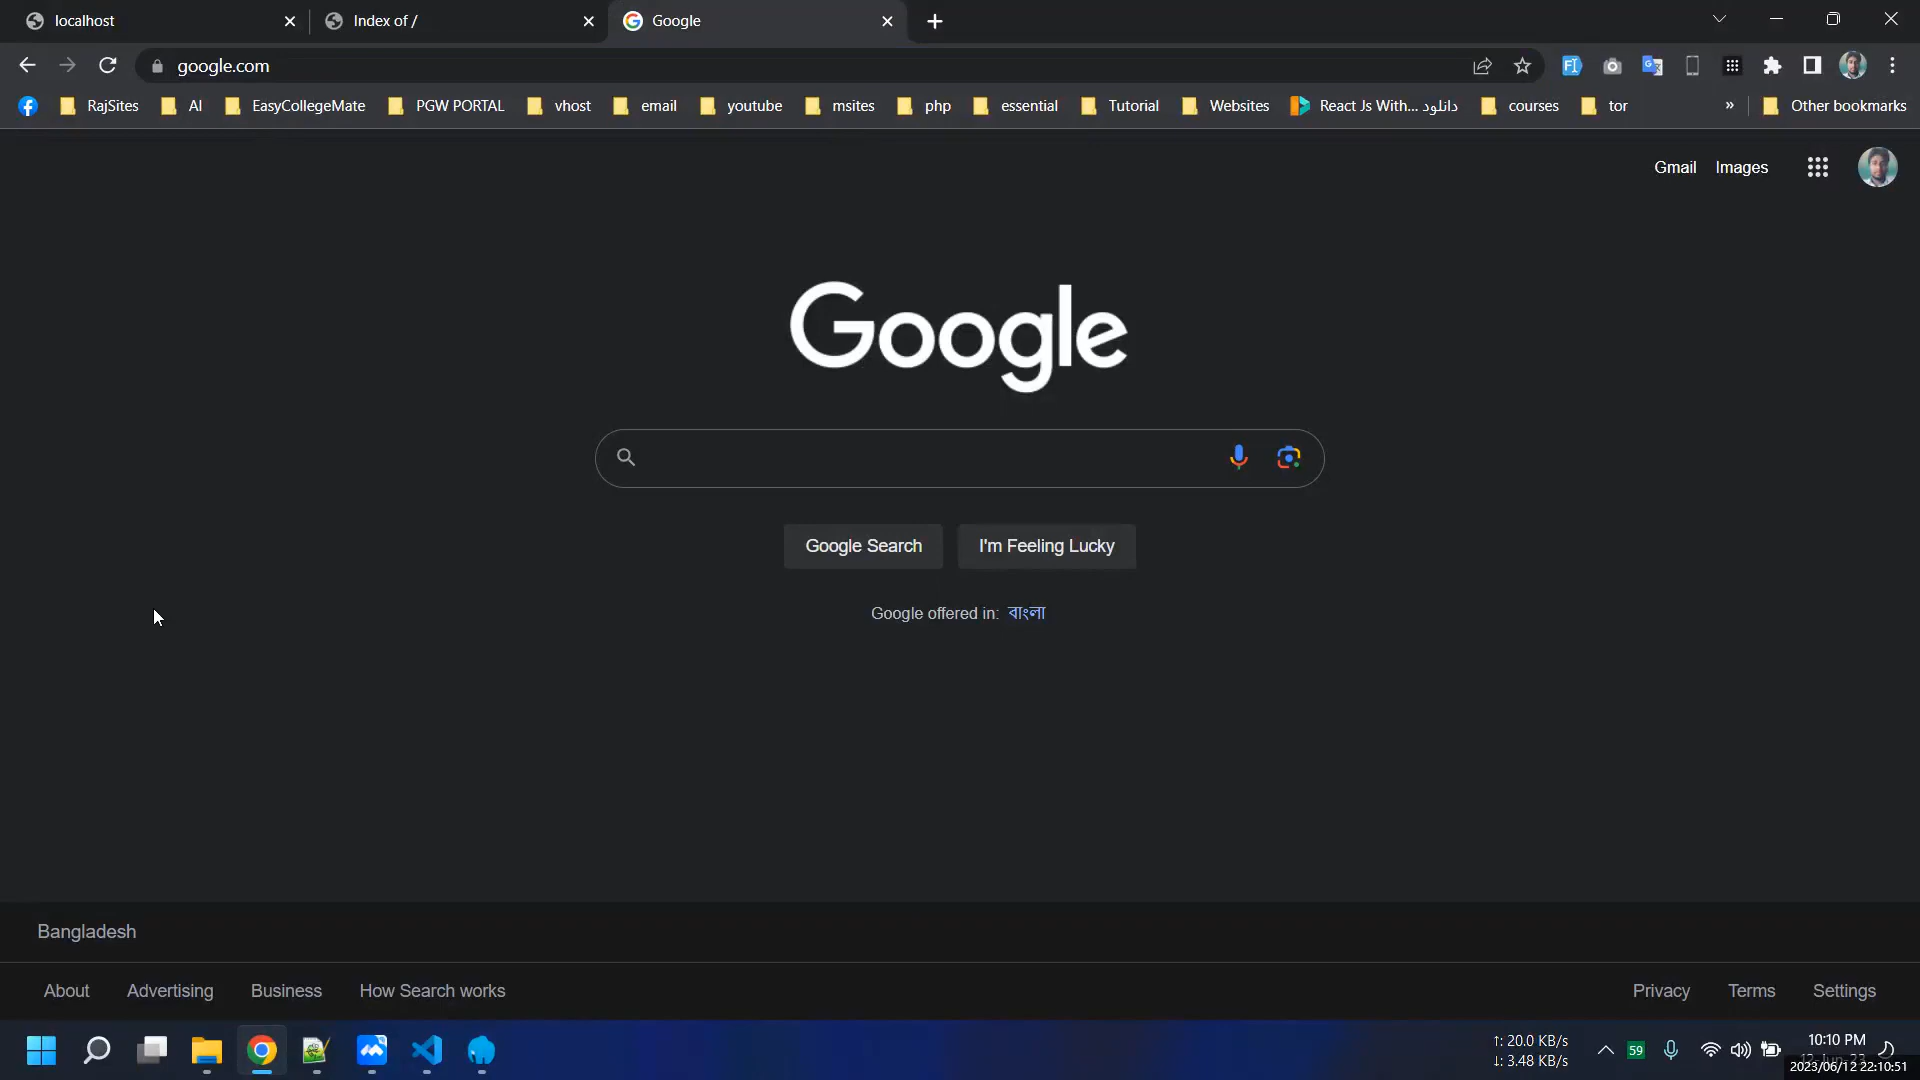 localhost
Index of /
Google
google.com
RajSites
AI
EasyCollegeMate
PGW PORTAL
vhost
email
youtube
msites
php
essential
Tutorial
Websites
React Js With... دانلود
courses
tor
»
Other bookmarks
Gmail
Images
Google
Google Search
I'm Feeling Lucky
Google offered in: বাংলা
Bangladesh
About
Advertising
Business
How Search works
Privacy
Terms
Settings
↑: 20.0 KB/s
↓: 3.48 KB/s
59
10:10 PM
12-Jun-23
2023/06/12 22:10:51